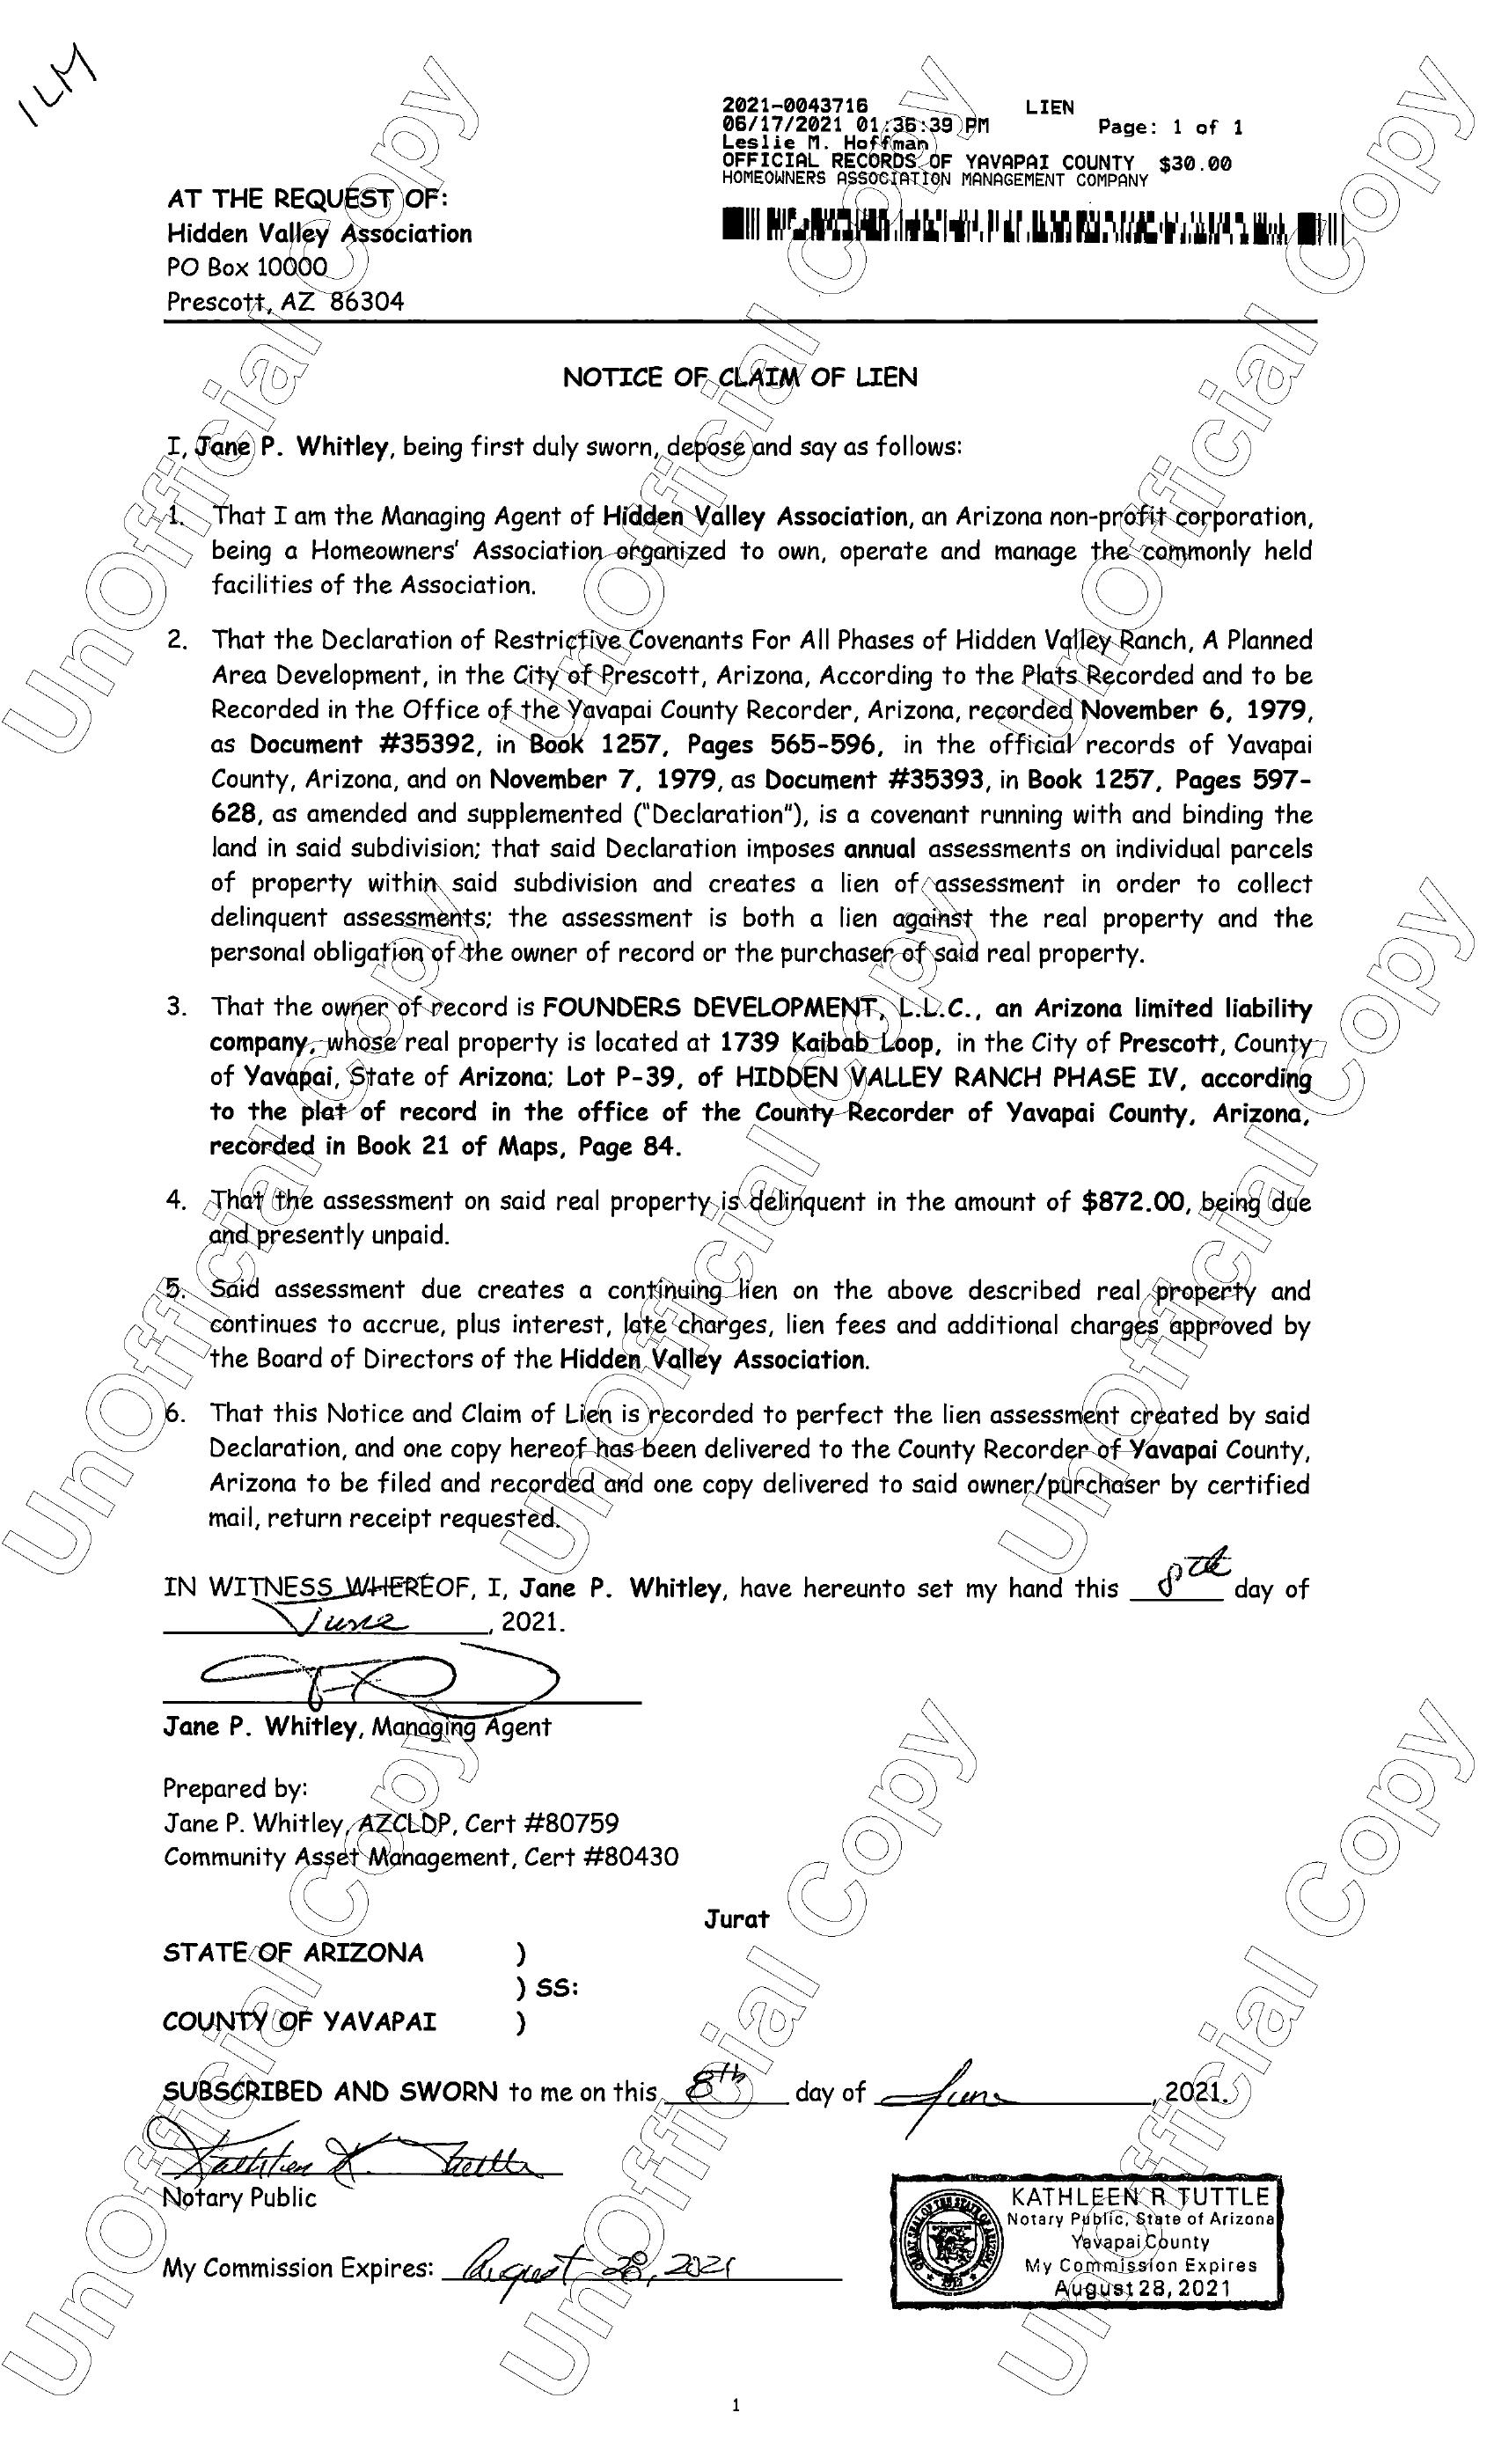 1LM
2021-0043716 LIEN
06/17/2021 01:36:39 PM Page: 1 of 1
Leslie M. Hoffman
OFFICIAL RECORDS OF YAVAPAI COUNTY $30.00
HOMEOWNERS ASSOCIATION MANAGEMENT COMPANY
AT THE REQUEST OF:
Hidden Valley Association
PO Box 10000
Prescott, AZ 86304
NOTICE OF CLAIM OF LIEN
I, Jane P. Whitley, being first duly sworn, depose and say as follows:
1. That I am the Managing Agent of Hidden Valley Association, an Arizona non-profit corporation,
being a Homeowners' Association organized to own, operate and manage the commonly held
facilities of the Association.
2. That the Declaration of Restrictive Covenants For All Phases of Hidden Valley Ranch, A Planned
Area Development, in the City of Prescott, Arizona, According to the Plats Recorded and to be
Recorded in the Office of the Yavapai County Recorder, Arizona, recorded November 6, 1979,
as Document #35392, in Book 1257, Pages 565-596, in the official records of Yavapai
County, Arizona, and on November 7, 1979, as Document #35393, in Book 1257, Pages 597-
628, as amended and supplemented ("Declaration"), is a covenant running with and binding the
land in said subdivision; that said Declaration imposes annual assessments on individual parcels
of property within said subdivision and creates a lien of assessment in order to collect
delinquent assessments; the assessment is both a lien against the real property and the
personal obligation of the owner of record or the purchaser of said real property.
3. That the owner of record is FOUNDERS DEVELOPMENT, L.L.C., an Arizona limited liability
company, whose real property is located at 1739 Kaibab Loop, in the City of Prescott, County
of Yavapai, State of Arizona; Lot P-39, of HIDDEN VALLEY RANCH PHASE IV, according
to the plat of record in the office of the County Recorder of Yavapai County, Arizona,
recorded in Book 21 of Maps, Page 84.
4. That the assessment on said real property is delinquent in the amount of $872.00, being due
and presently unpaid.
5. Said assessment due creates a continuing lien on the above described real property and
continues to accrue, plus interest, late charges, lien fees and additional charges approved by
the Board of Directors of the Hidden Valley Association.
6. That this Notice and Claim of Lien is recorded to perfect the lien assessment created by said
Declaration, and one copy hereof has been delivered to the County Recorder of Yavapai County,
Arizona to be filed and recorded and one copy delivered to said owner/purchaser by certified
mail, return receipt requested.
IN WITNESS WHEREOF, I, Jane P. Whitley, have hereunto set my hand this 8th day of
June, 2021.
Jane P. Whitley, Managing Agent
Prepared by:
Jane P. Whitley, AZCLDP, Cert #80759
Community Asset Management, Cert #80430
Jurat
STATE OF ARIZONA )
) SS:
COUNTY OF YAVAPAI )
SUBSCRIBED AND SWORN to me on this 8th day of June, 2021.
Kathleen R. Tuttle
Notary Public
My Commission Expires: August 28, 2021
KATHLEEN R TUTTLE
Notary Public, State of Arizona
Yavapai County
My Commission Expires
August 28, 2021
1
UnOfficial Copy
UnOfficial Copy
UnOfficial Copy
UnOfficial Copy
UnOfficial Copy
UnOfficial Copy
UnOfficial Copy
UnOfficial Copy
UnOfficial Copy